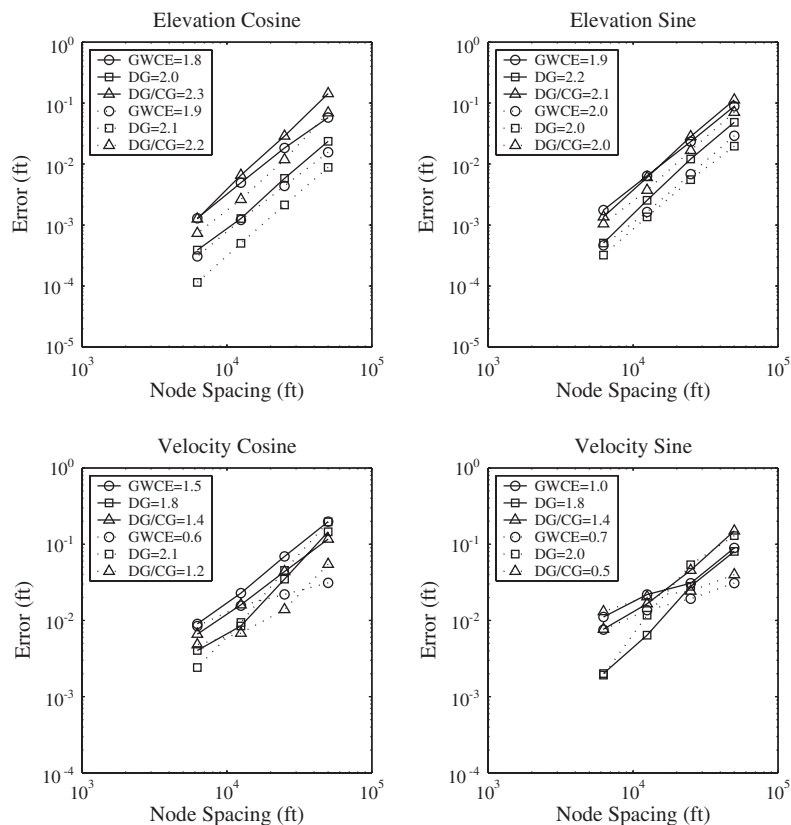 Elevation Cosine
10^0
10^-1
10^-2
10^-3
10^-4
10^-5
Error (ft)
GWCE=1.8
DG=2.0
DG/CG=2.3
GWCE=1.9
DG=2.1
DG/CG=2.2
10^3
10^4
10^5
Node Spacing (ft)
Elevation Sine
10^0
10^-1
10^-2
10^-3
10^-4
10^-5
Error (ft)
GWCE=1.9
DG=2.2
DG/CG=2.1
GWCE=2.0
DG=2.0
DG/CG=2.0
10^3
10^4
10^5
Node Spacing (ft)
Velocity Cosine
10^0
10^-1
10^-2
10^-3
10^-4
Error (ft)
GWCE=1.5
DG=1.8
DG/CG=1.4
GWCE=0.6
DG=2.1
DG/CG=1.2
10^3
10^4
10^5
Node Spacing (ft)
Velocity Sine
10^0
10^-1
10^-2
10^-3
10^-4
Error (ft)
GWCE=1.0
DG=1.8
DG/CG=1.4
GWCE=0.7
DG=2.0
DG/CG=0.5
10^3
10^4
10^5
Node Spacing (ft)